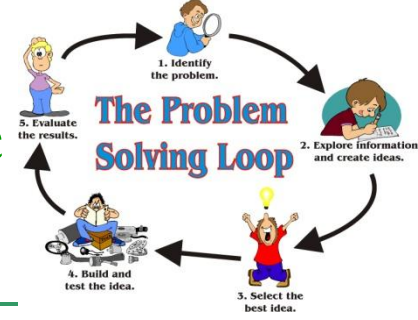 The Problem
Solving Loop
1. Identify
the problem.
2. Explore information
and create ideas.
3. Select the
best idea.
4. Build and
test the idea.
5. Evaluate
the results.
e